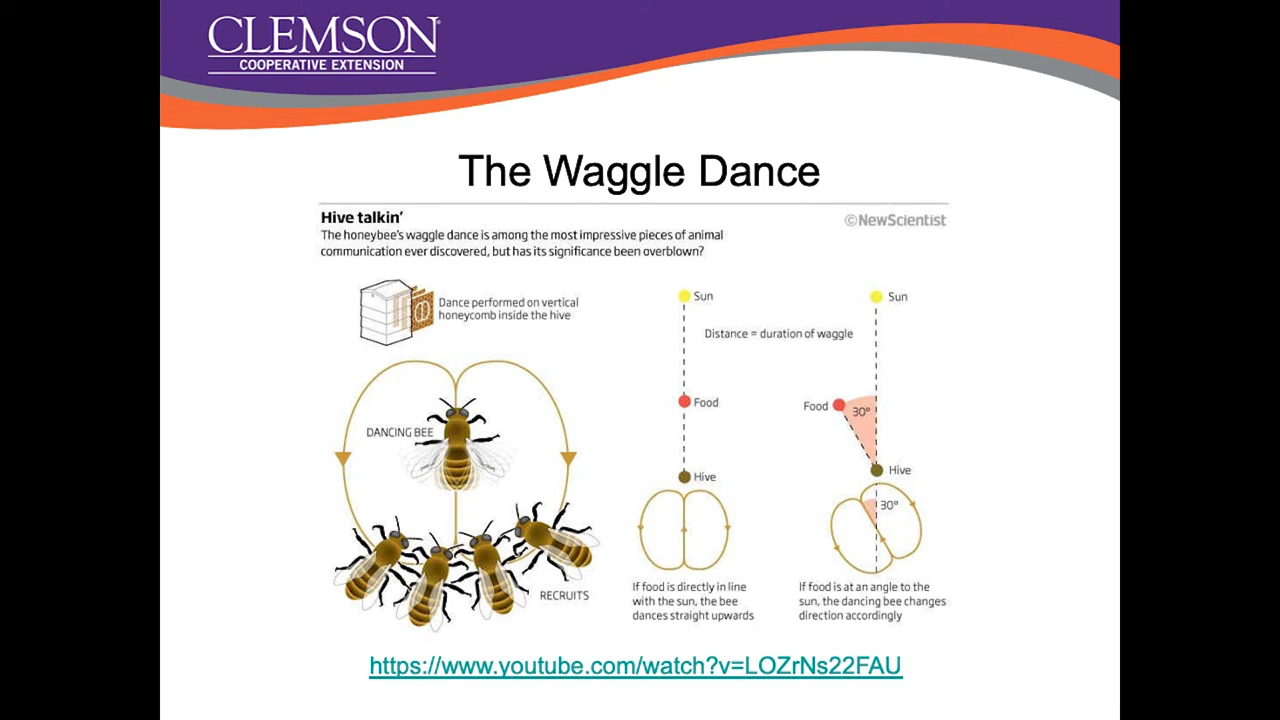 CLEMSON®
COOPERATIVE EXTENSION
The Waggle Dance
Hive talkin'
©NewScientist
The honeybee's waggle dance is among the most impressive pieces of animal
communication ever discovered, but has its significance been overblown?
Dance performed on vertical
honeycomb inside the hive
DANCING BEE
RECRUITS
Sun
Distance = duration of waggle
Food
Hive
If food is directly in line
with the sun, the bee
dances straight upwards
Sun
Food
30°
Hive
30°
If food is at an angle to the
sun, the dancing bee changes
direction accordingly
https://www.youtube.com/watch?v=LOZrNs22FAU